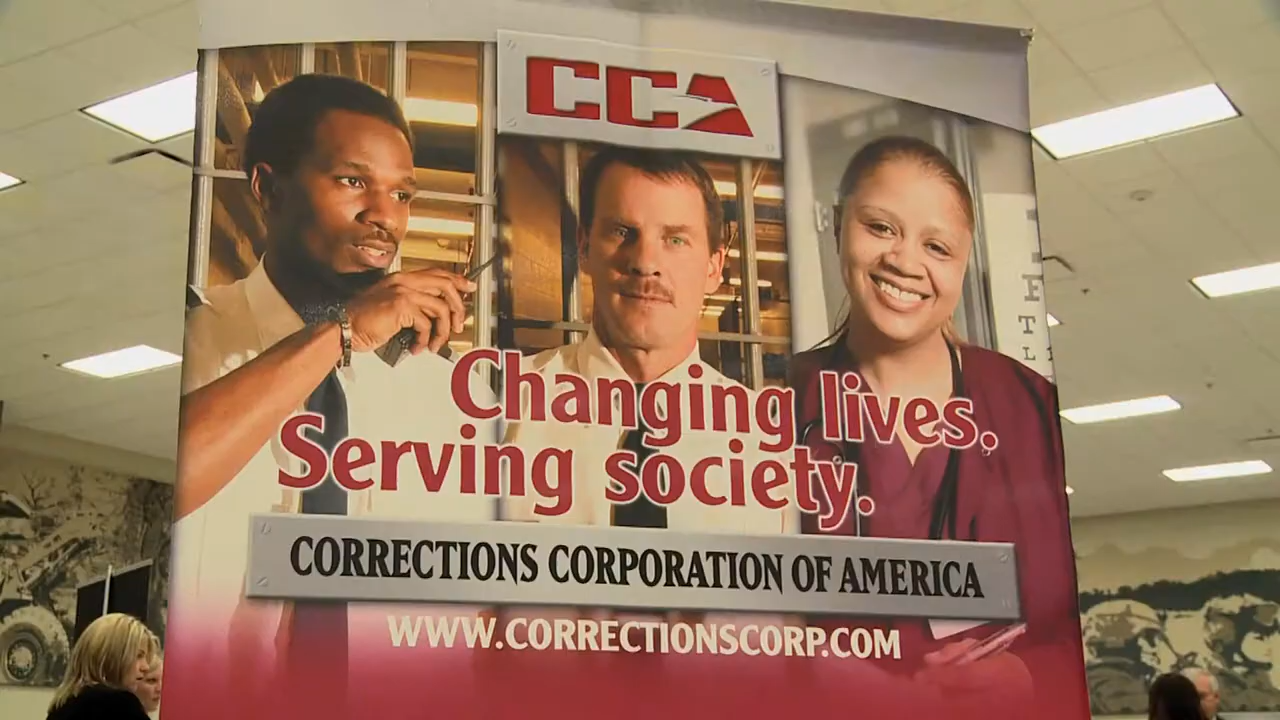 CCA
Changing lives.
Serving society.
CORRECTIONS CORPORATION OF AMERICA
WWW.CORRECTIONSCORP.COM
F
T
L